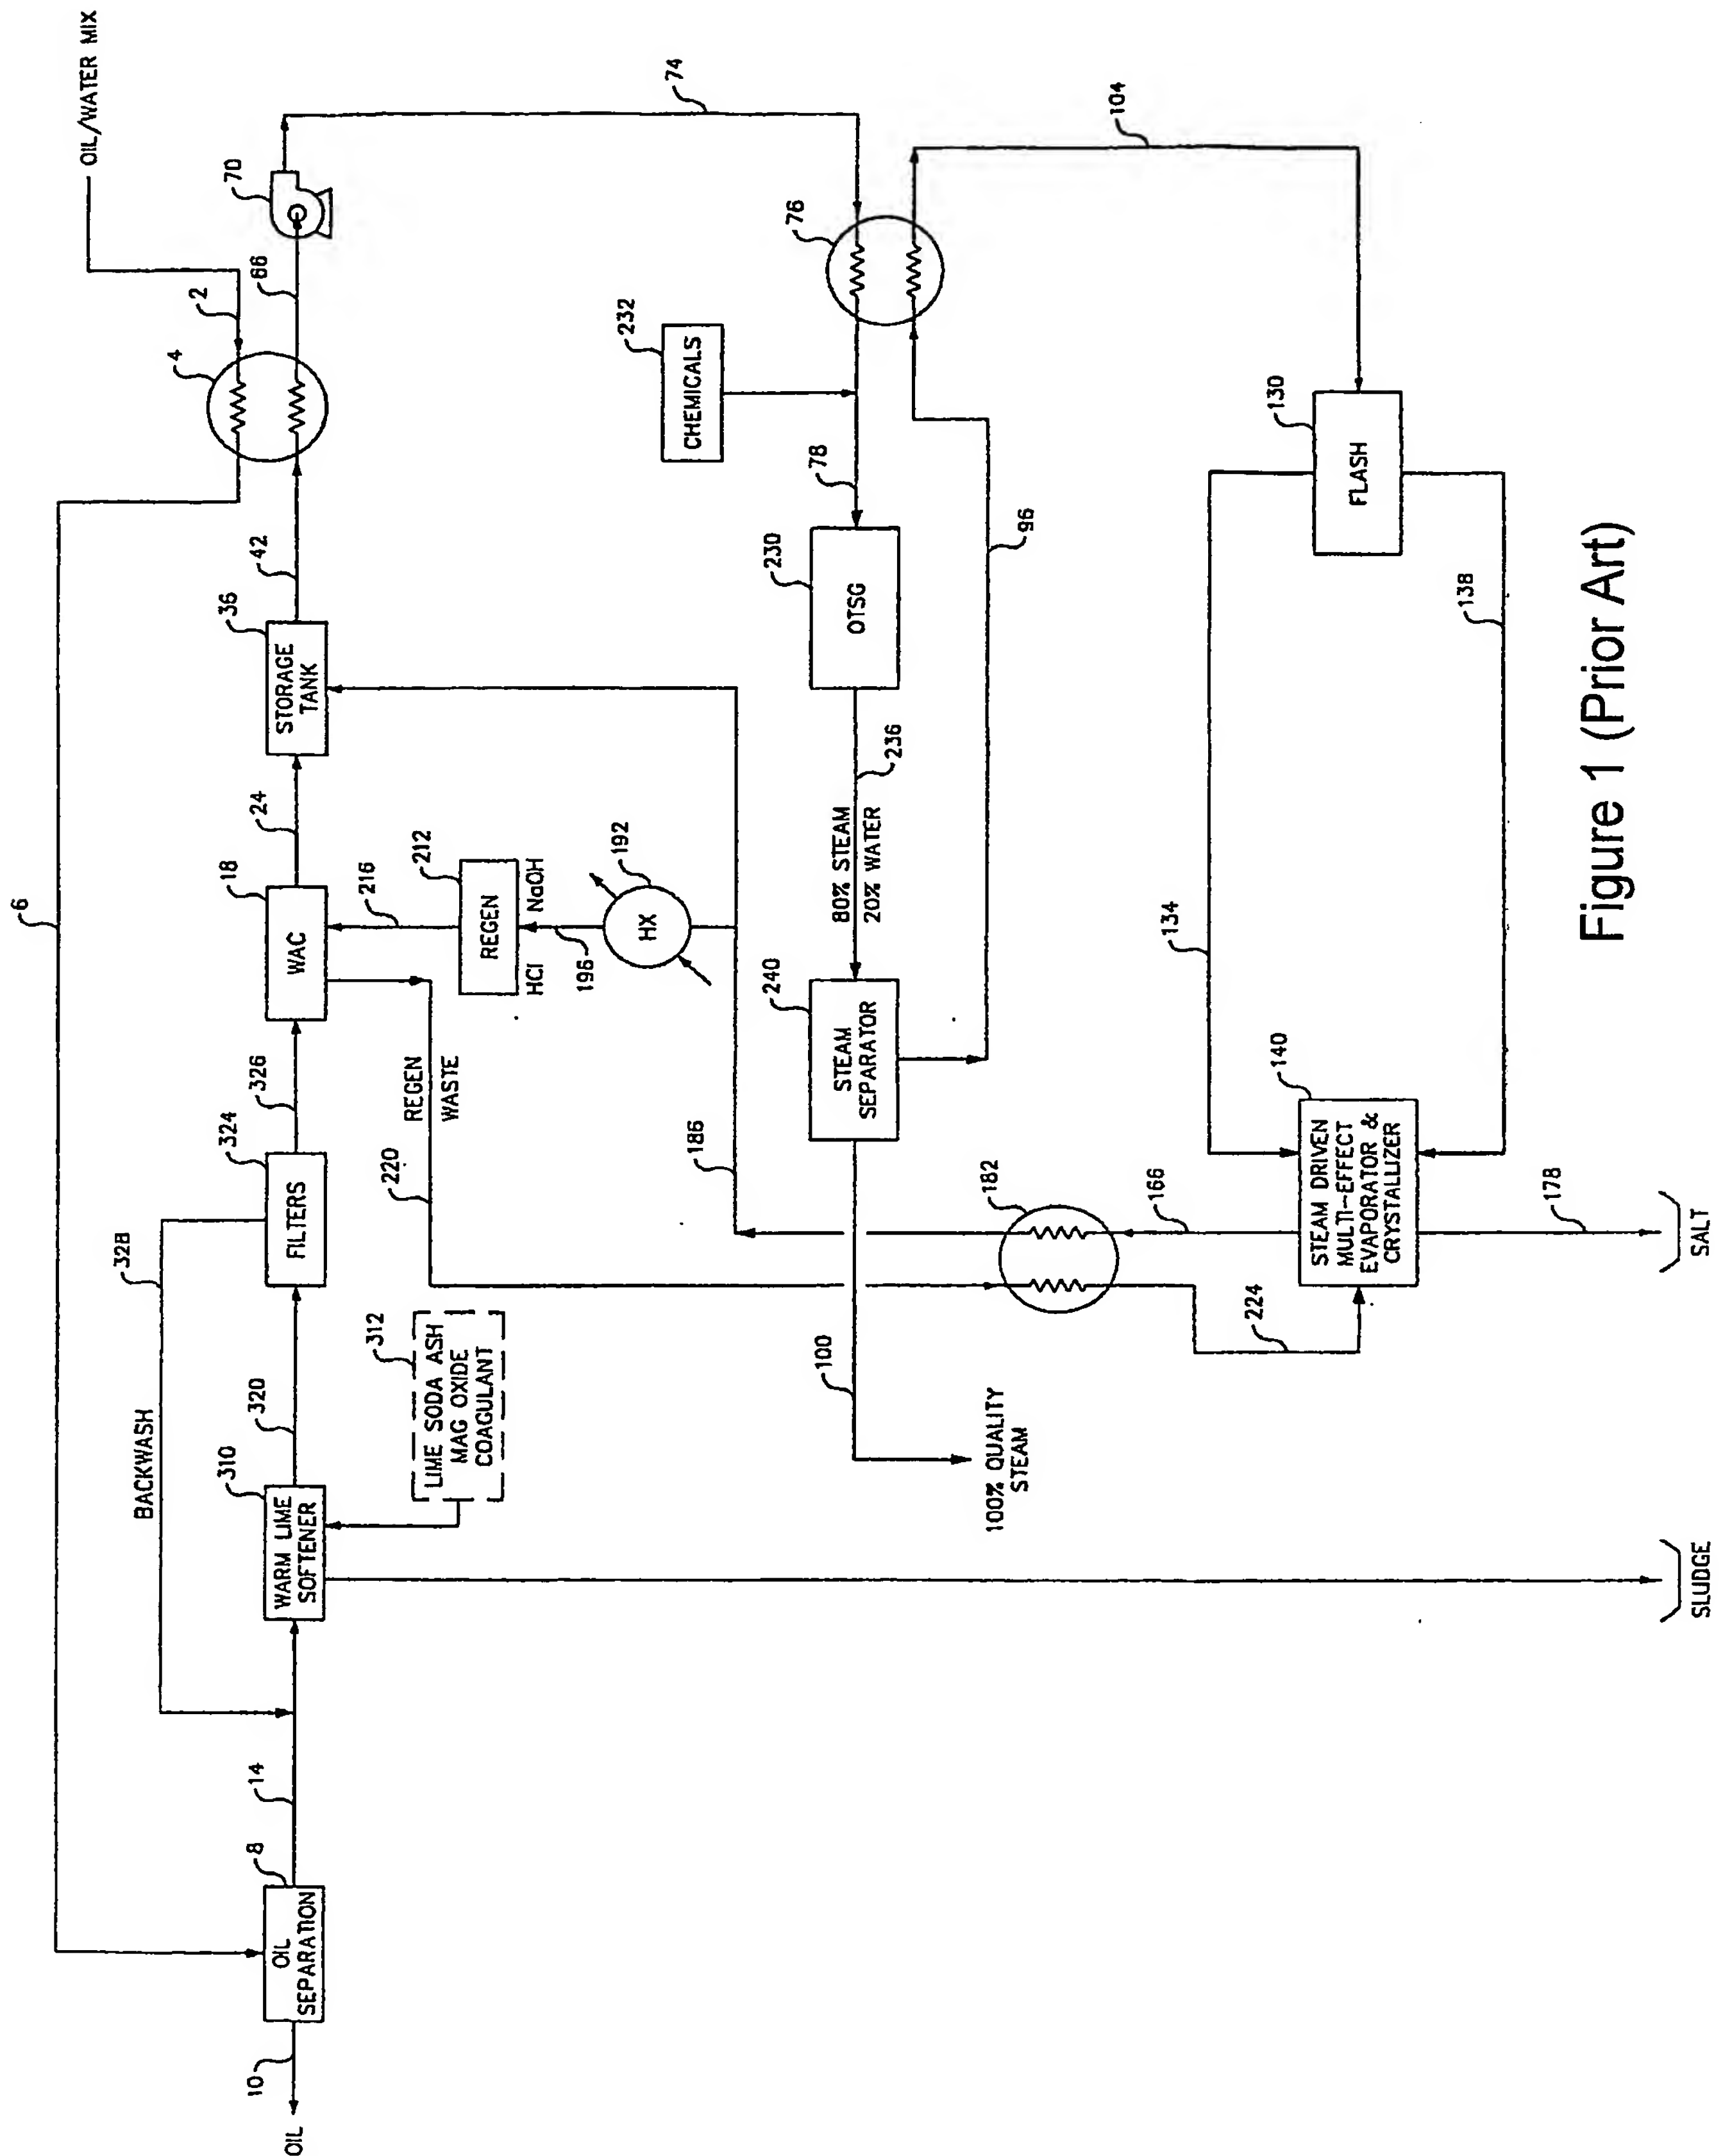 OIL/WATER MIX
6
2
4
66
70
74
BACKWASH
328
OIL
10
OIL
SEPARATION
8
14
WARM LIME
SOFTENER
310
320
FILTERS
324
326
WAC
18
24
STORAGE
TANK
36
42
312
LIME SODA ASH
MAG OXIDE
COAGULANT
REGEN
WASTE
220
216
REGEN
212
HCl
NaOH
196
HX
192
186
CHEMICALS
232
76
78
OTSG
230
236
80% STEAM
20% WATER
STEAM
SEPARATOR
240
96
100
100% QUALITY
STEAM
104
182
166
224
STEAM DRIVEN
MULTI-EFFECT
EVAPORATOR &
CRYSTALLIZER
140
134
138
FLASH
130
178
SALT
SLUDGE
Figure 1 (Prior Art)